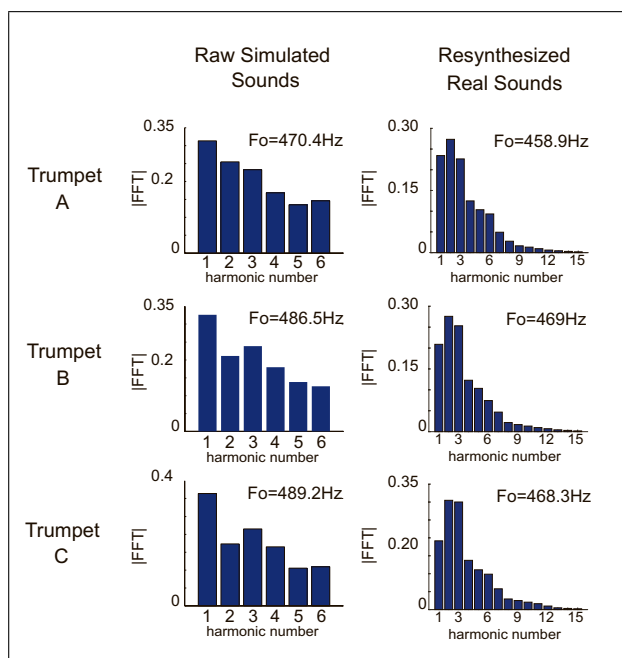 Raw Simulated
Sounds
Resynthesized
Real Sounds
Trumpet
A
|FFT|
0.35
0.2
0
Fo=470.4Hz
1 2 3 4 5 6
harmonic number
|FFT|
0.30
0.15
0
Fo=458.9Hz
1 3 6 9 12 15
harmonic number
Trumpet
B
|FFT|
0.35
0.2
0
Fo=486.5Hz
1 2 3 4 5 6
harmonic number
|FFT|
0.30
0.15
0
Fo=469Hz
1 3 6 9 12 15
harmonic number
Trumpet
C
|FFT|
0.4
0
Fo=489.2Hz
1 2 3 4 5 6
harmonic number
|FFT|
0.35
0.20
0
Fo=468.3Hz
1 3 6 9 12 15
harmonic number